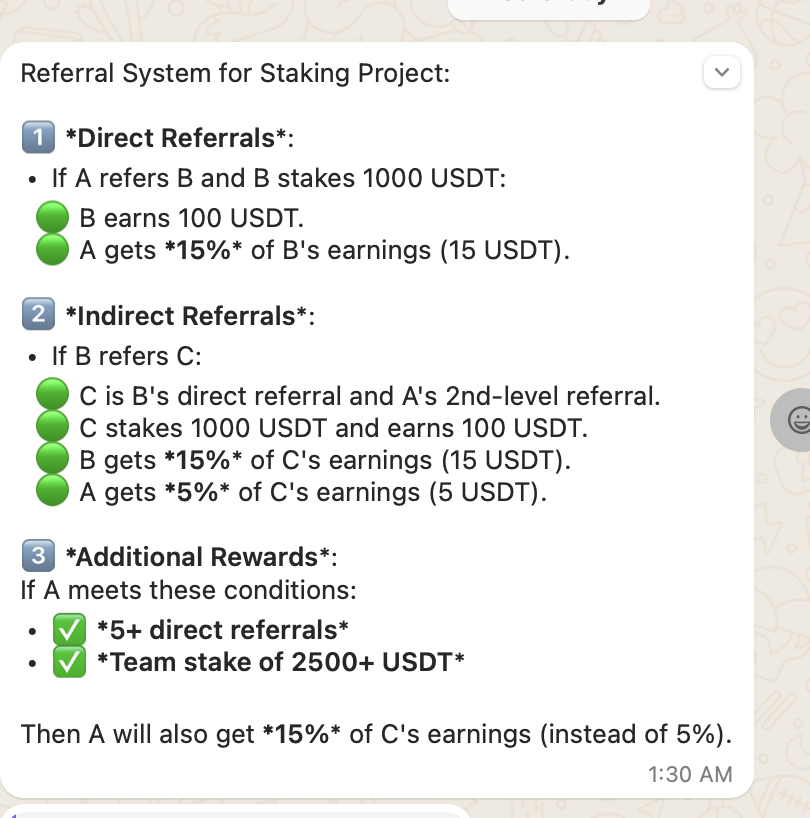 Referral System for Staking Project:
1️⃣ *Direct Referrals*:
• If A refers B and B stakes 1000 USDT:
🟢 B earns 100 USDT.
🟢 A gets *15%* of B's earnings (15 USDT).
2️⃣ *Indirect Referrals*:
• If B refers C:
🟢 C is B's direct referral and A's 2nd-level referral.
🟢 C stakes 1000 USDT and earns 100 USDT.
🟢 B gets *15%* of C's earnings (15 USDT).
🟢 A gets *5%* of C's earnings (5 USDT).
3️⃣ *Additional Rewards*:
If A meets these conditions:
• ✅ *5+ direct referrals*
• ✅ *Team stake of 2500+ USDT*
Then A will also get *15%* of C's earnings (instead of 5%).
1:30 AM